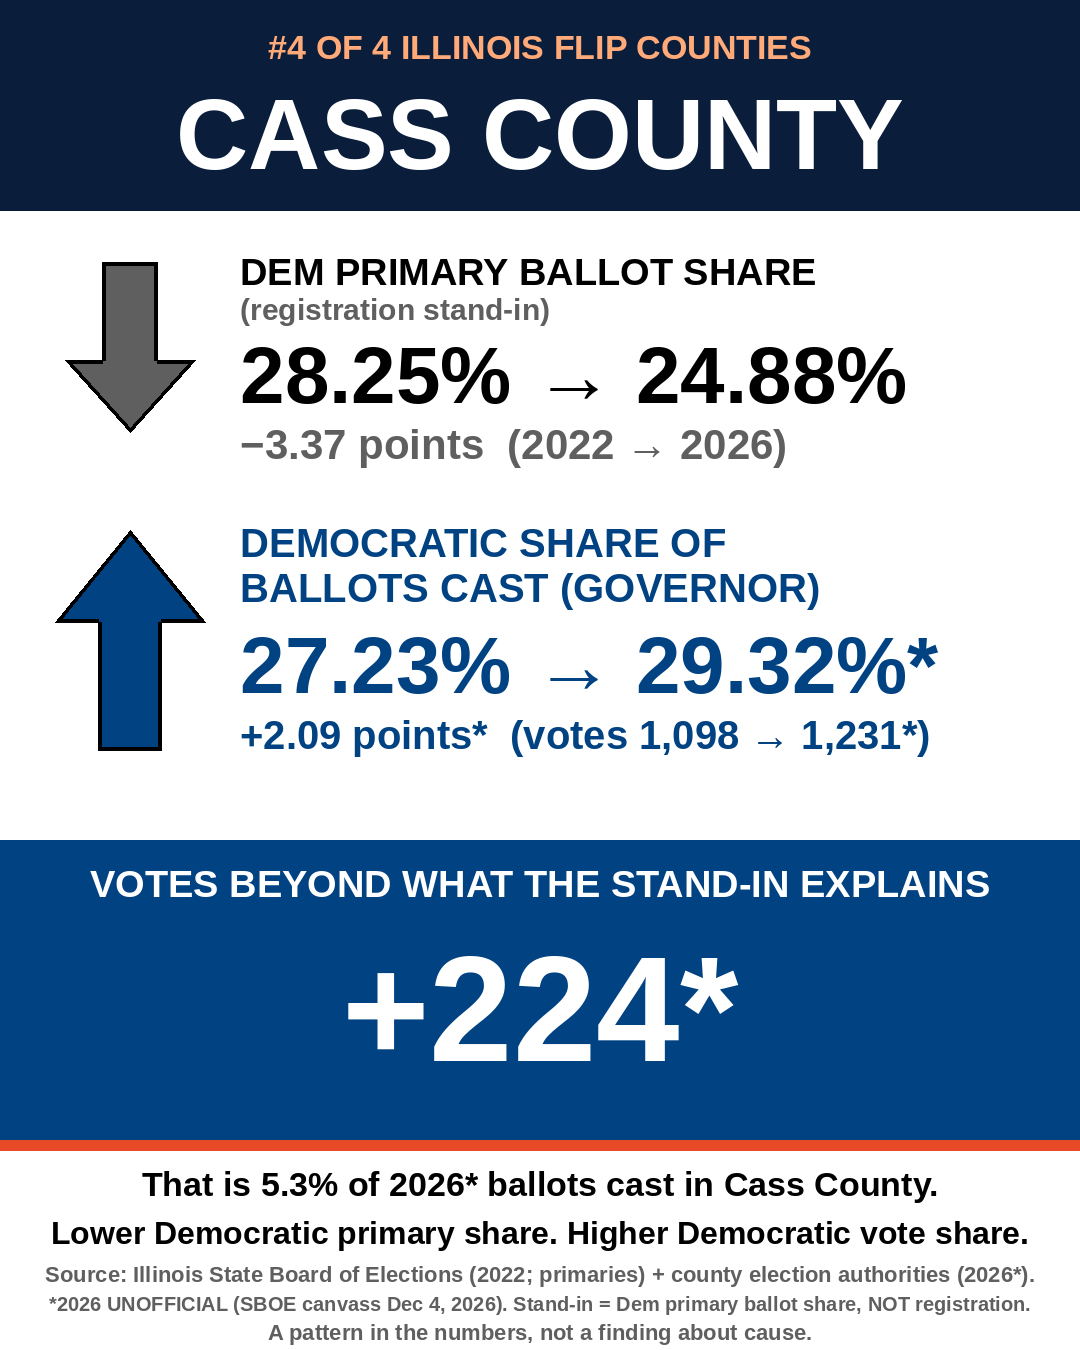 #4 OF 4 ILLINOIS FLIP COUNTIES
CASS COUNTY
DEM PRIMARY BALLOT SHARE
(registration stand-in)
28.25% → 24.88%
−3.37 points (2022 → 2026)
DEMOCRATIC SHARE OF
BALLOTS CAST (GOVERNOR)
27.23% → 29.32%*
+2.09 points* (votes 1,098 → 1,231*)
VOTES BEYOND WHAT THE STAND-IN EXPLAINS
+224*
That is 5.3% of 2026* ballots cast in Cass County.
Lower Democratic primary share. Higher Democratic vote share.
Source: Illinois State Board of Elections (2022; primaries) + county election authorities (2026*).
*2026 UNOFFICIAL (SBOE canvass Dec 4, 2026). Stand-in = Dem primary ballot share, NOT registration.
A pattern in the numbers, not a finding about cause.